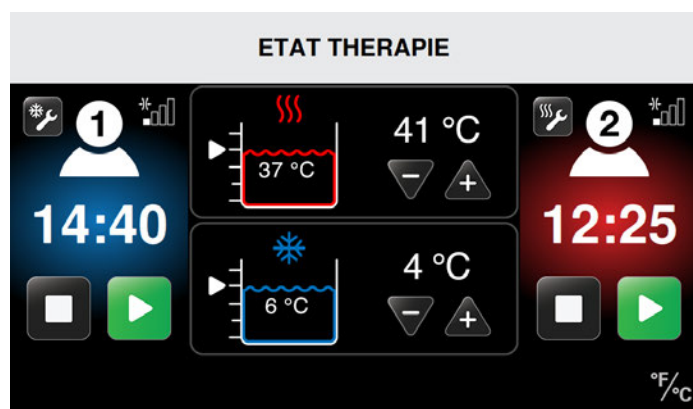 ETAT THERAPIE
1
14:40
41 °C
37 °C
4 °C
6 °C
2
12:25
°F/°C